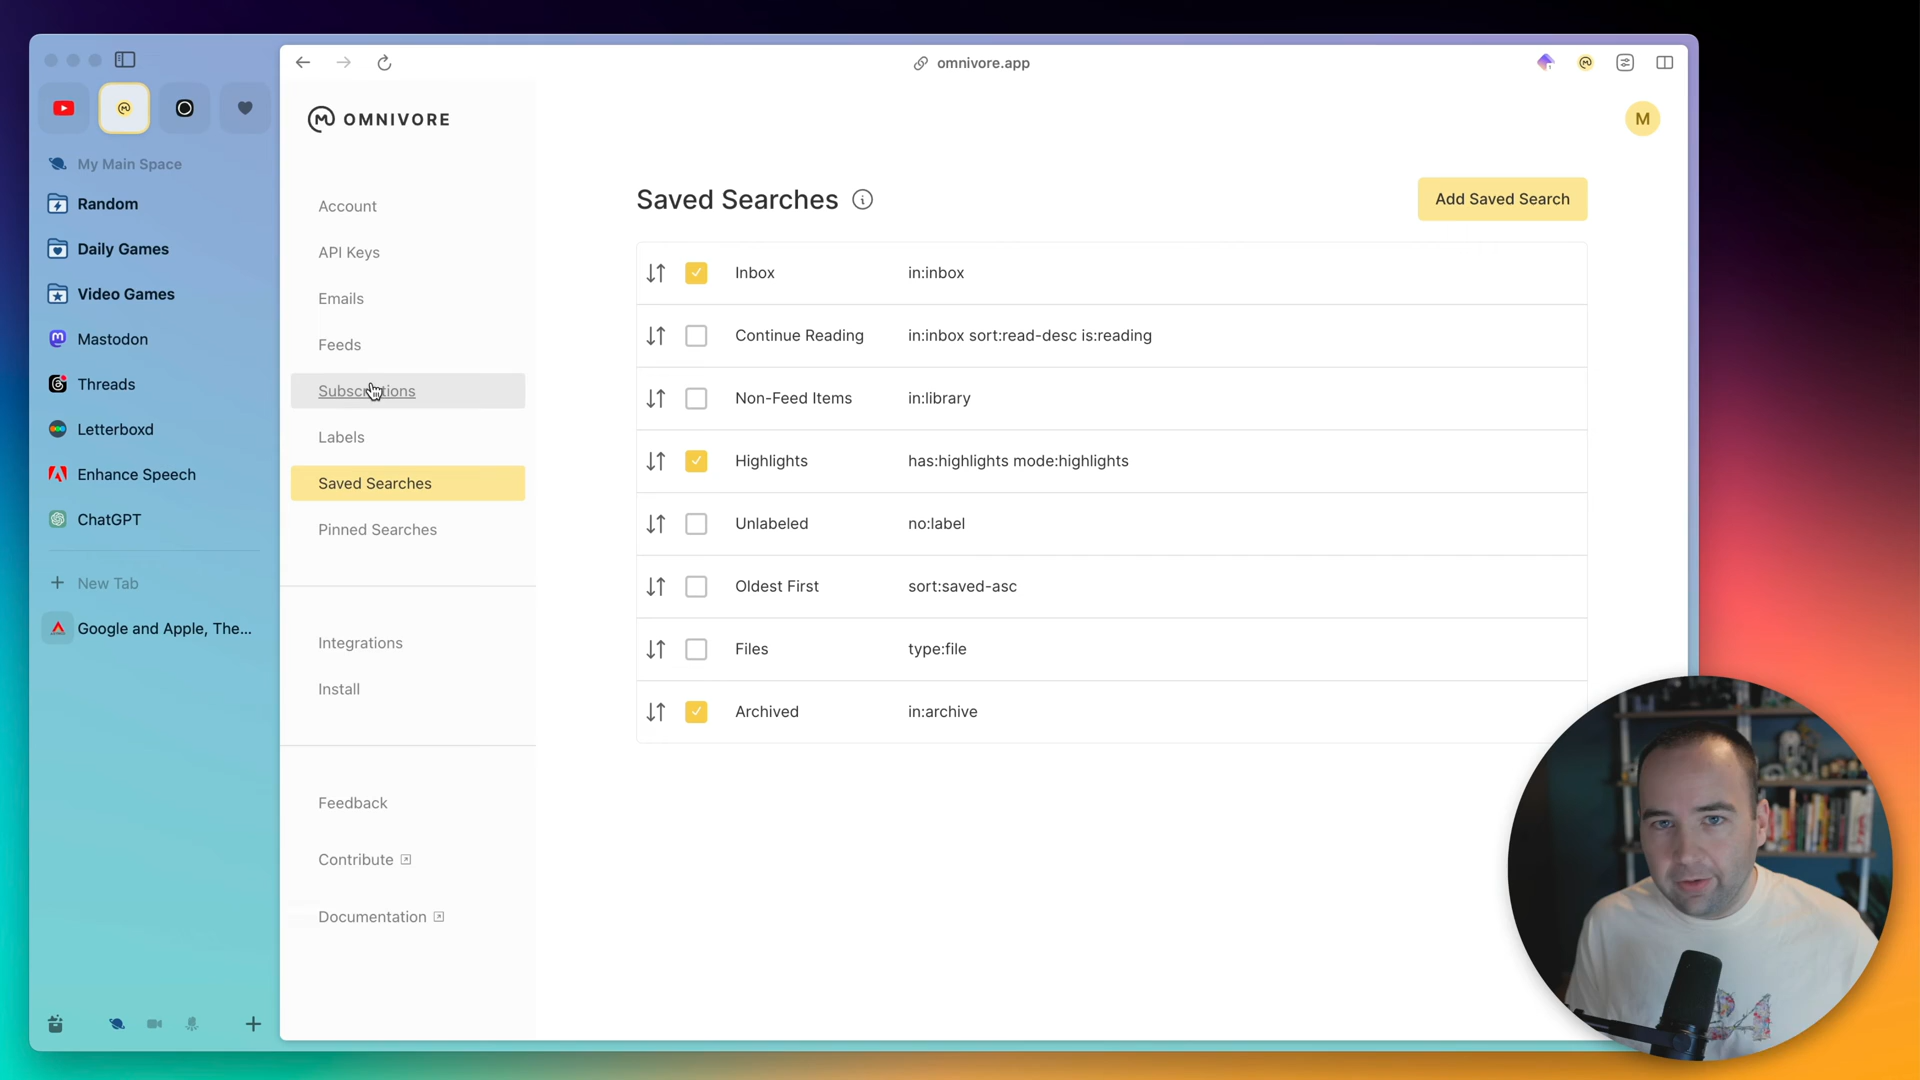 omnivore.app
My Main Space
Random
Daily Games
Video Games
Mastodon
Threads
Letterboxd
Enhance Speech
ChatGPT
New Tab
Google and Apple, The...
OMNIVORE
Account
API Keys
Emails
Feeds
Subscriptions
Labels
Saved Searches
Pinned Searches
Integrations
Install
Feedback
Contribute
Documentation
M
Saved Searches
Add Saved Search
Inbox in:inbox
Continue Reading in:inbox sort:read-desc is:reading
Non-Feed Items in:library
Highlights has:highlights mode:highlights
Unlabeled no:label
Oldest First sort:saved-asc
Files type:file
Archived in:archive